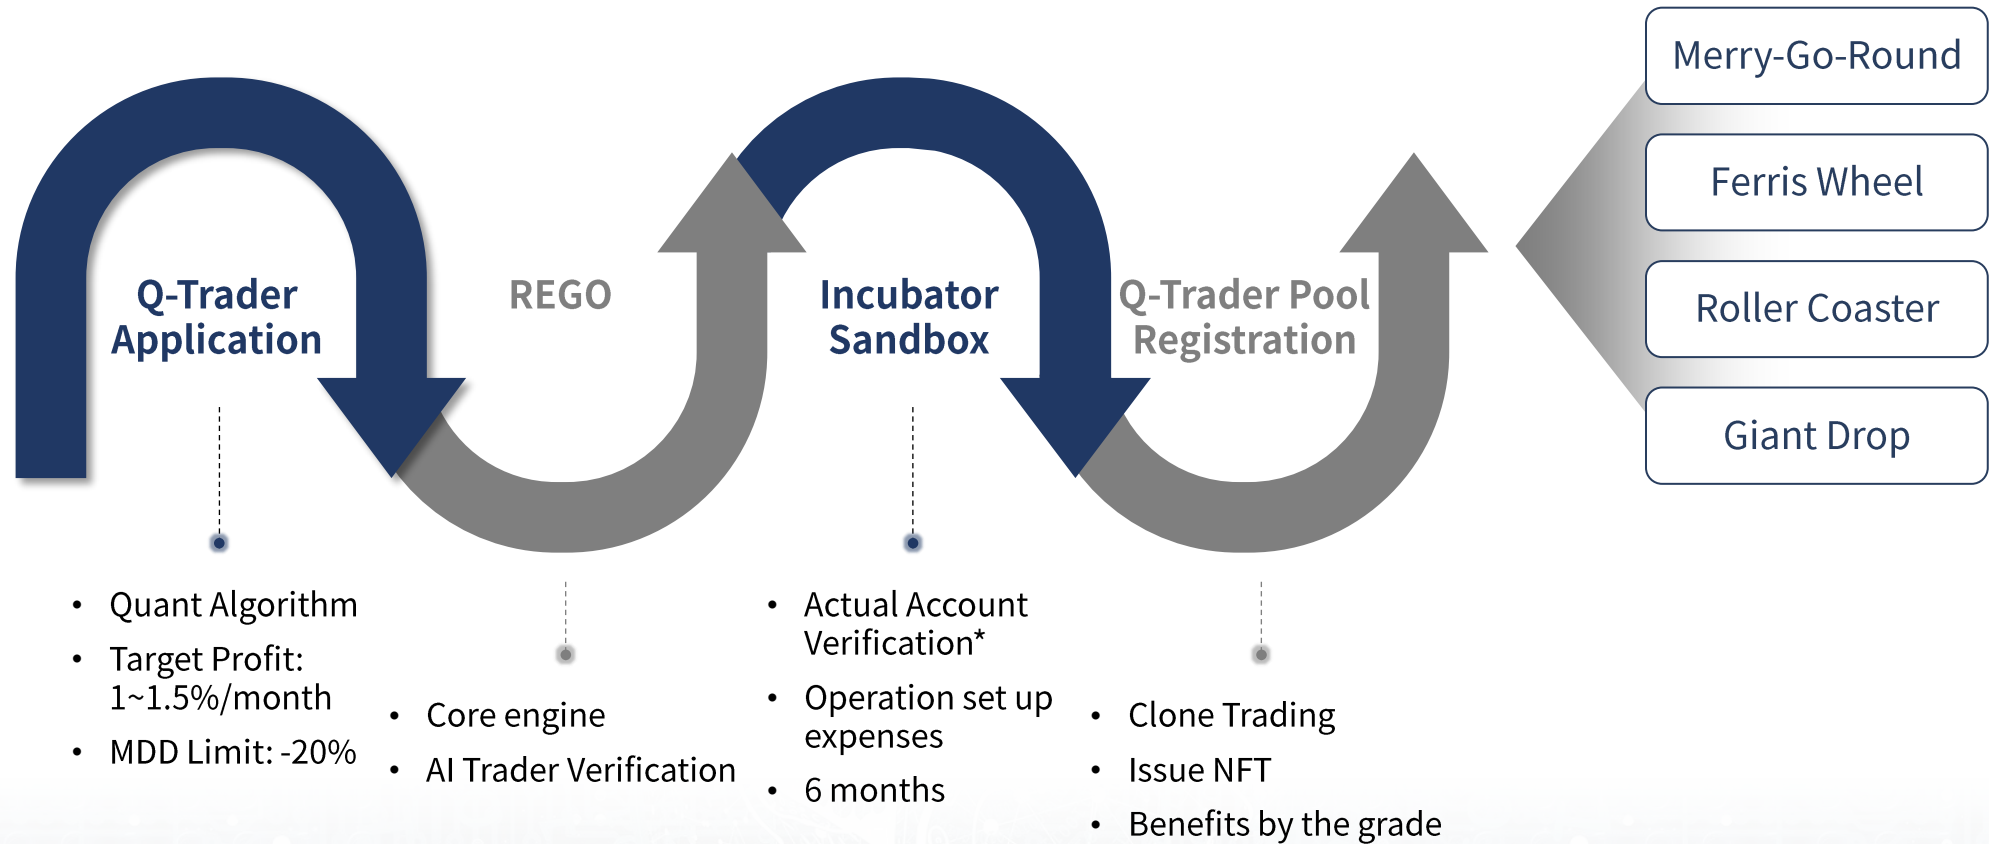 Q-Trader
Application
REGO
Incubator
Sandbox
Q-Trader Pool
Registration
Merry-Go-Round
Ferris Wheel
Roller Coaster
Giant Drop
• Quant Algorithm
• Target Profit:
1~1.5%/month
• MDD Limit: -20%
• Core engine
• AI Trader Verification
• Actual Account
Verification*
• Operation set up
expenses
• 6 months
• Clone Trading
• Issue NFT
• Benefits by the grade